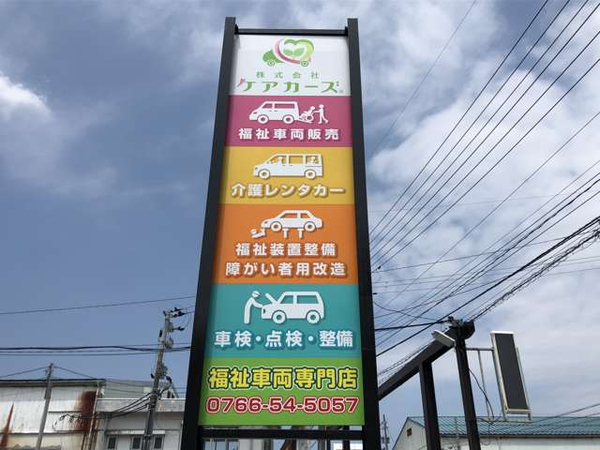 株式会社
ケアカーズ®
福祉車両販売
介護レンタカー
福祉装置整備
障がい者用改造
車検・点検・整備
福祉車両専門店
0766-54-5057